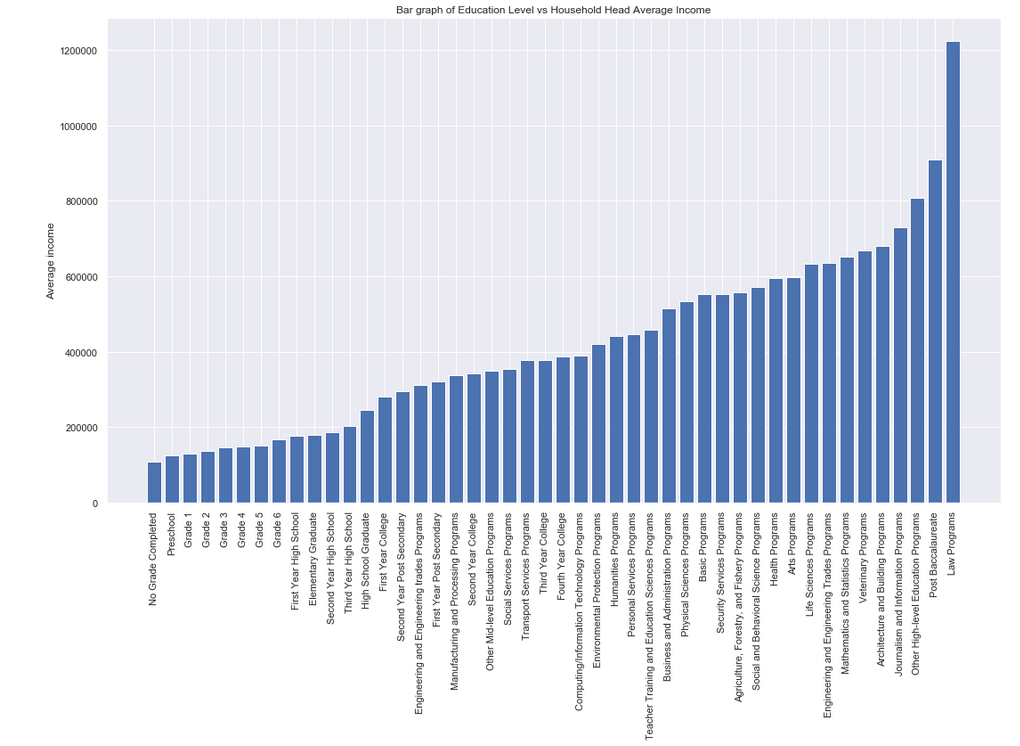 Bar graph of Education Level vs Household Head Average Income
Average income
1200000
1000000
800000
600000
400000
200000
0
No Grade Completed
Preschool
Grade 1
Grade 2
Grade 3
Grade 4
Grade 5
Grade 6
First Year High School
Elementary Graduate
Second Year High School
Third Year High School
High School Graduate
First Year College
Second Year Post Secondary
Engineering and Engineering trades Programs
First Year Post Secondary
Manufacturing and Processing Programs
Second Year College
Other Mid-level Education Programs
Social Services Programs
Transport Services Programs
Third Year College
Fourth Year College
Computing/Information Technology Programs
Environmental Protection Programs
Humanities Programs
Personal Services Programs
Teacher Training and Education Sciences Programs
Business and Administration Programs
Physical Sciences Programs
Basic Programs
Security Services Programs
Agriculture, Forestry, and Fishery Programs
Social and Behavioral Science Programs
Health Programs
Arts Programs
Life Sciences Programs
Engineering and Engineering Trades Programs
Mathematics and Statistics Programs
Veterinary Programs
Architecture and Building Programs
Journalism and Information Programs
Other High-level Education Programs
Post Baccalaureate
Law Programs